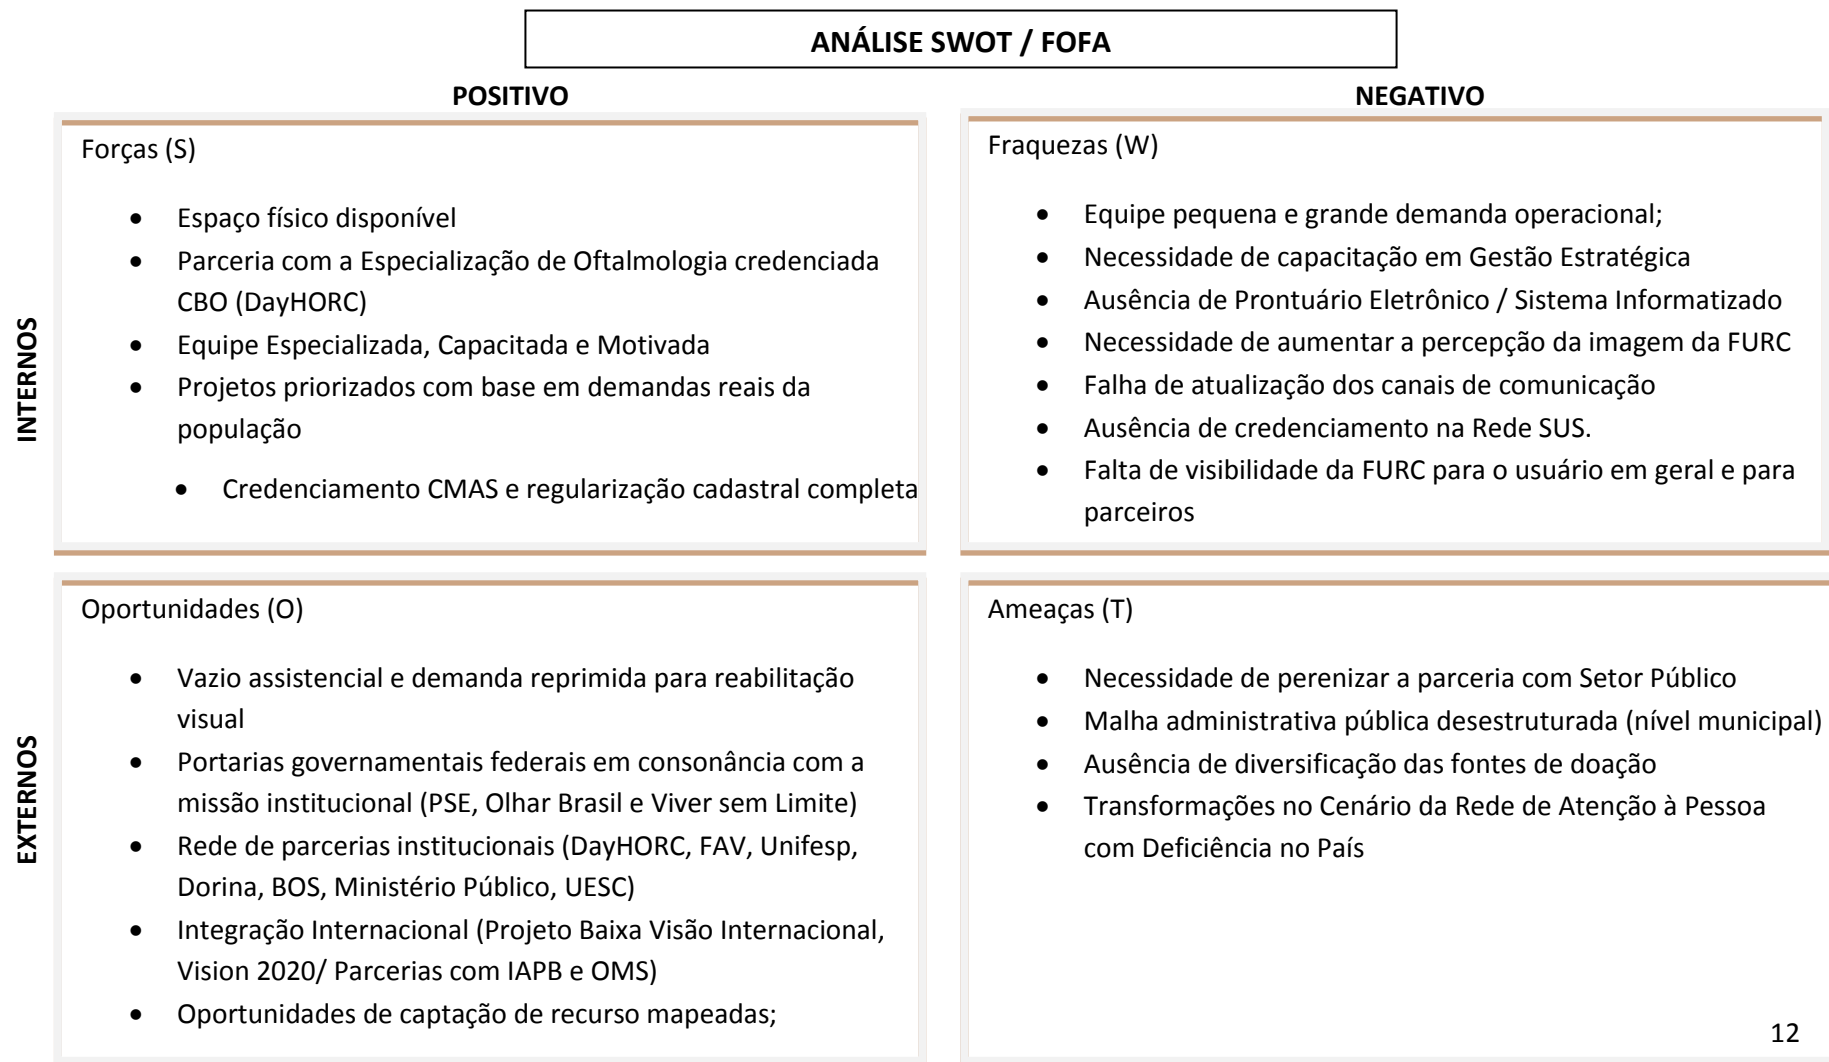 ANÁLISE SWOT / FOFA
POSITIVO
NEGATIVO
INTERNOS
Forças (S)
• Espaço físico disponível
• Parceria com a Especialização de Oftalmologia credenciada
CBO (DayHORC)
• Equipe Especializada, Capacitada e Motivada
• Projetos priorizados com base em demandas reais da
população
• Credenciamento CMAS e regularização cadastral completa
Fraquezas (W)
• Equipe pequena e grande demanda operacional;
• Necessidade de capacitação em Gestão Estratégica
• Ausência de Prontuário Eletrônico / Sistema Informatizado
• Necessidade de aumentar a percepção da imagem da FURC
• Falha de atualização dos canais de comunicação
• Ausência de credenciamento na Rede SUS.
• Falta de visibilidade da FURC para o usuário em geral e para
parceiros
EXTERNOS
Oportunidades (O)
• Vazio assistencial e demanda reprimida para reabilitação
visual
• Portarias governamentais federais em consonância com a
missão institucional (PSE, Olhar Brasil e Viver sem Limite)
• Rede de parcerias institucionais (DayHORC, FAV, Unifesp,
Dorina, BOS, Ministério Público, UESC)
• Integração Internacional (Projeto Baixa Visão Internacional,
Vision 2020/ Parcerias com IAPB e OMS)
• Oportunidades de captação de recurso mapeadas;
Ameaças (T)
• Necessidade de perenizar a parceria com Setor Público
• Malha administrativa pública desestruturada (nível municipal)
• Ausência de diversificação das fontes de doação
• Transformações no Cenário da Rede de Atenção à Pessoa
com Deficiência no País
12